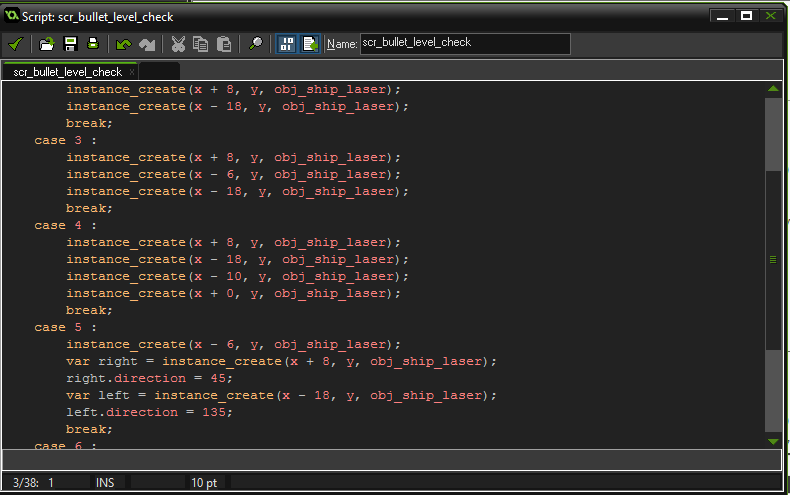 Script: scr_bullet_level_check
Name: scr_bullet_level_check
scr_bullet_level_check x
instance_create(x + 8, y, obj_ship_laser);
instance_create(x - 18, y, obj_ship_laser);
break;
case 3 :
instance_create(x + 8, y, obj_ship_laser);
instance_create(x - 6, y, obj_ship_laser);
instance_create(x - 18, y, obj_ship_laser);
break;
case 4 :
instance_create(x + 8, y, obj_ship_laser);
instance_create(x - 18, y, obj_ship_laser);
instance_create(x - 10, y, obj_ship_laser);
instance_create(x + 0, y, obj_ship_laser);
break;
case 5 :
instance_create(x - 6, y, obj_ship_laser);
var right = instance_create(x + 8, y, obj_ship_laser);
right.direction = 45;
var left = instance_create(x - 18, y, obj_ship_laser);
left.direction = 135;
break;
case 6 :
3/38: 1 INS 10 pt